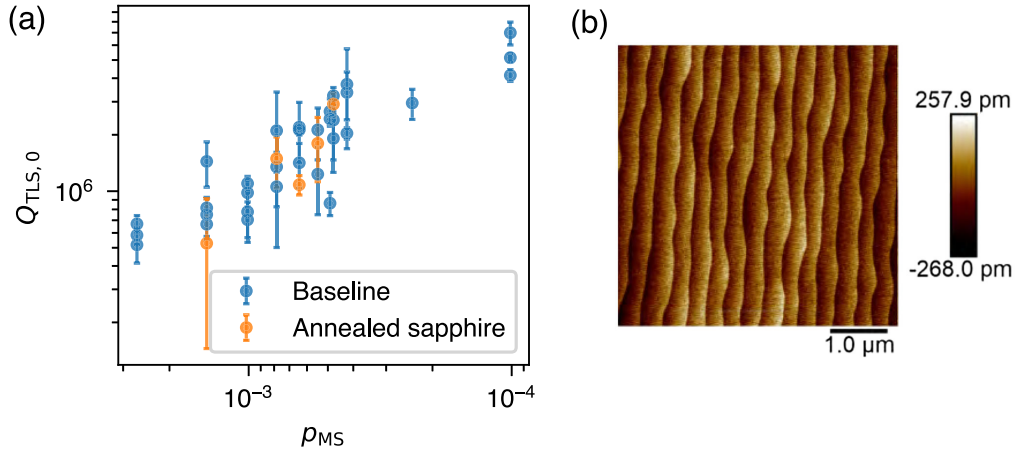 (a)
Q_TLS, 0
10^6
Baseline
Annealed sapphire
10^-3
10^-4
p_MS
(b)
257.9 pm
-268.0 pm
1.0 μm